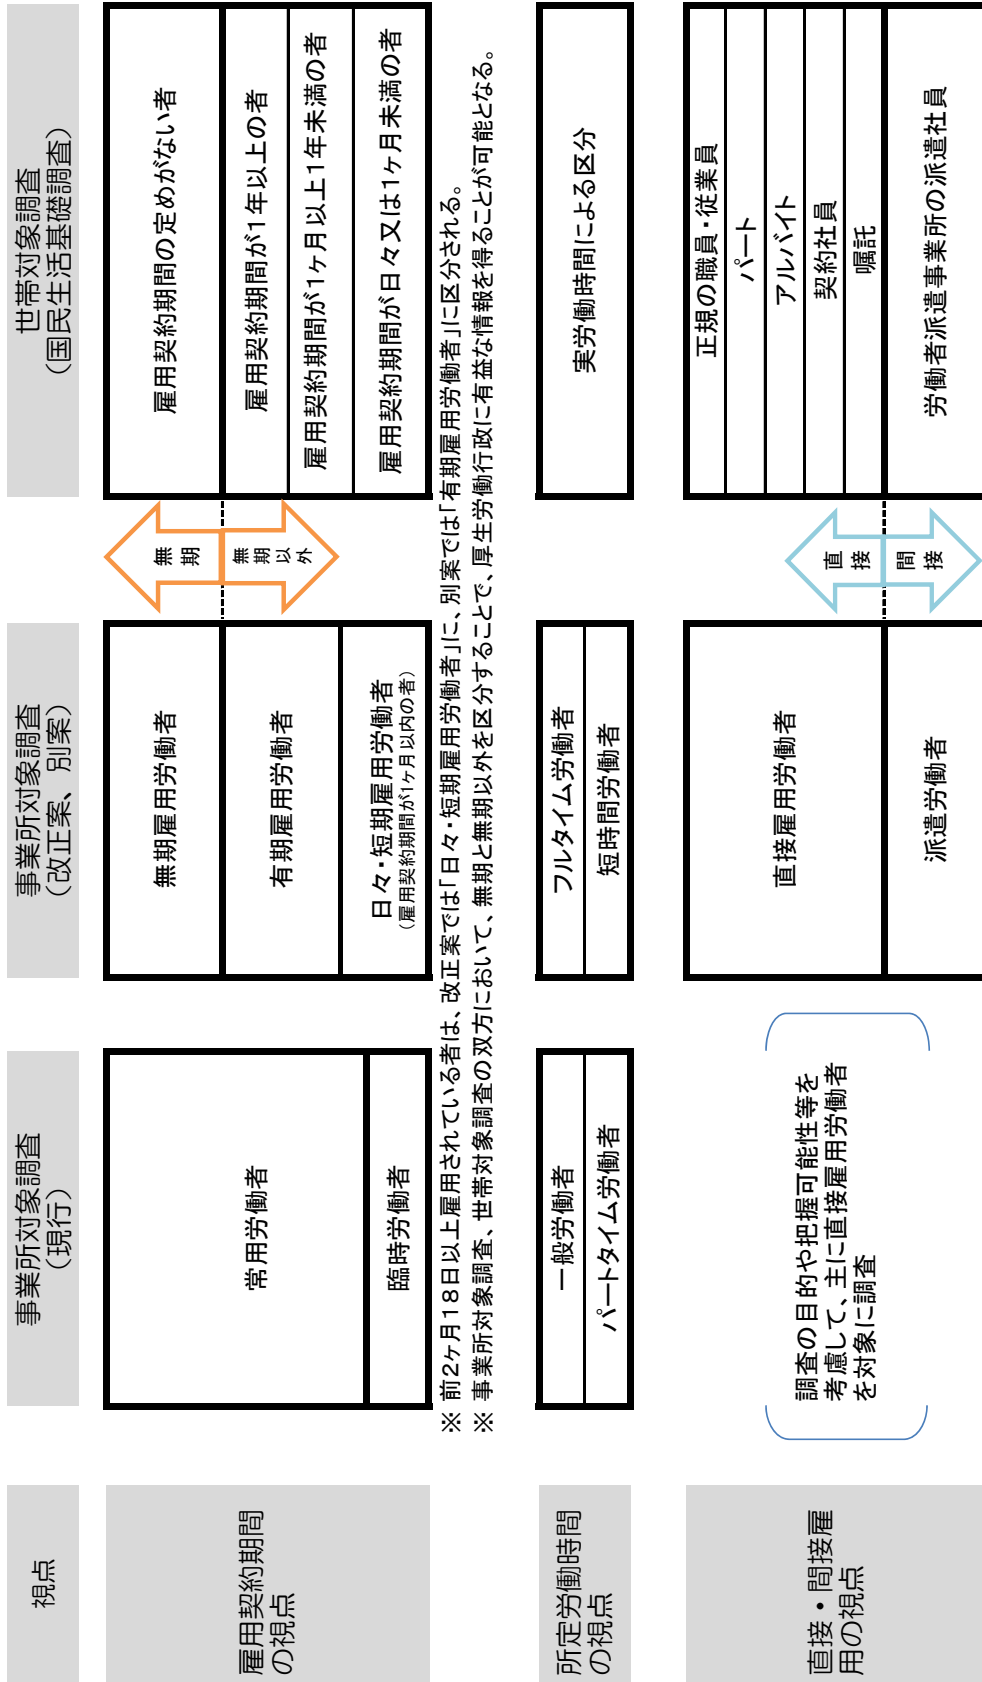 視点
事業所対象調査
（現行）
事業所対象調査
（改正案、別案）
世帯対象調査
（国民生活基礎調査）
雇用契約期間
の視点
常用労働者
臨時労働者
無期雇用労働者
有期雇用労働者
日々・短期雇用労働者
（雇用契約期間が1ヶ月以内の者）
無期
無期以外
雇用契約期間の定めがない者
雇用契約期間が1年以上の者
雇用契約期間が1ヶ月以上1年未満の者
雇用契約期間が日々又は1ヶ月未満の者
※ 前2ヶ月18日以上雇用されている者は、改正案では「日々・短期雇用労働者」に、別案では「有期雇用労働者」に区分される。
※ 事業所対象調査、世帯対象調査の双方において、無期と無期以外を区分することで、厚生労働行政に有益な情報を得ることが可能となる。
所定労働時間
の視点
一般労働者
パートタイム労働者
フルタイム労働者
短時間労働者
実労働時間による区分
直接・間接雇
用の視点
調査の目的や把握可能性等を
考慮して、主に直接雇用労働者
を対象に調査
直接雇用労働者
派遣労働者
直接
間接
正規の職員・従業員
パート
アルバイト
契約社員
嘱託
労働者派遣事業所の派遣社員